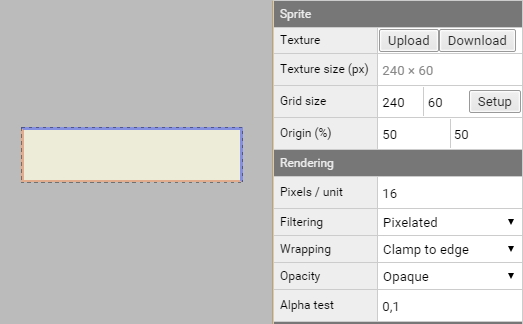 Sprite
Texture Upload Download
Texture size (px) 240 × 60
Grid size 240 60 Setup
Origin (%) 50 50
Rendering
Pixels / unit 16
Filtering Pixelated
Wrapping Clamp to edge
Opacity Opaque
Alpha test 0,1